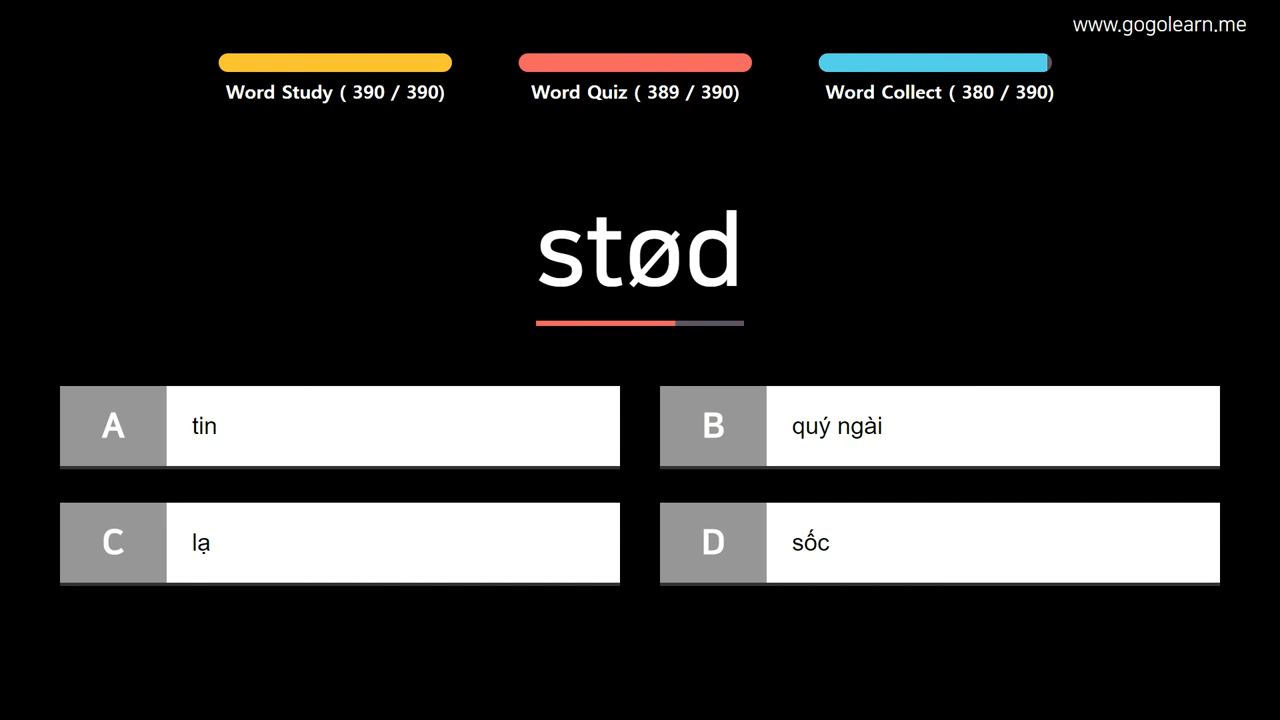 www.gogolearn.me
Word Study ( 390 / 390)
Word Quiz ( 389 / 390)
Word Collect ( 380 / 390)
stød
A tin
B quý ngài
C lạ
D sốc